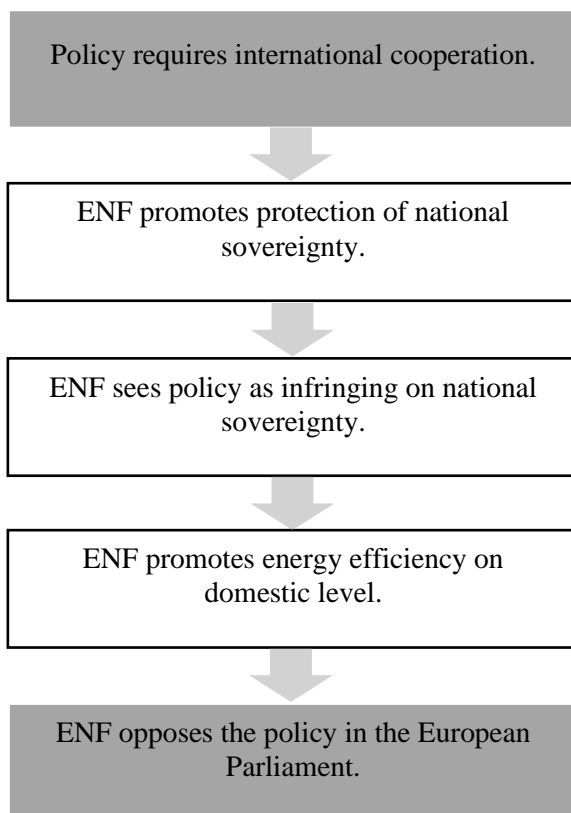 Policy requires international cooperation.
ENF promotes protection of national
sovereignty.
ENF sees policy as infringing on national
sovereignty.
ENF promotes energy efficiency on
domestic level.
ENF opposes the policy in the European
Parliament.